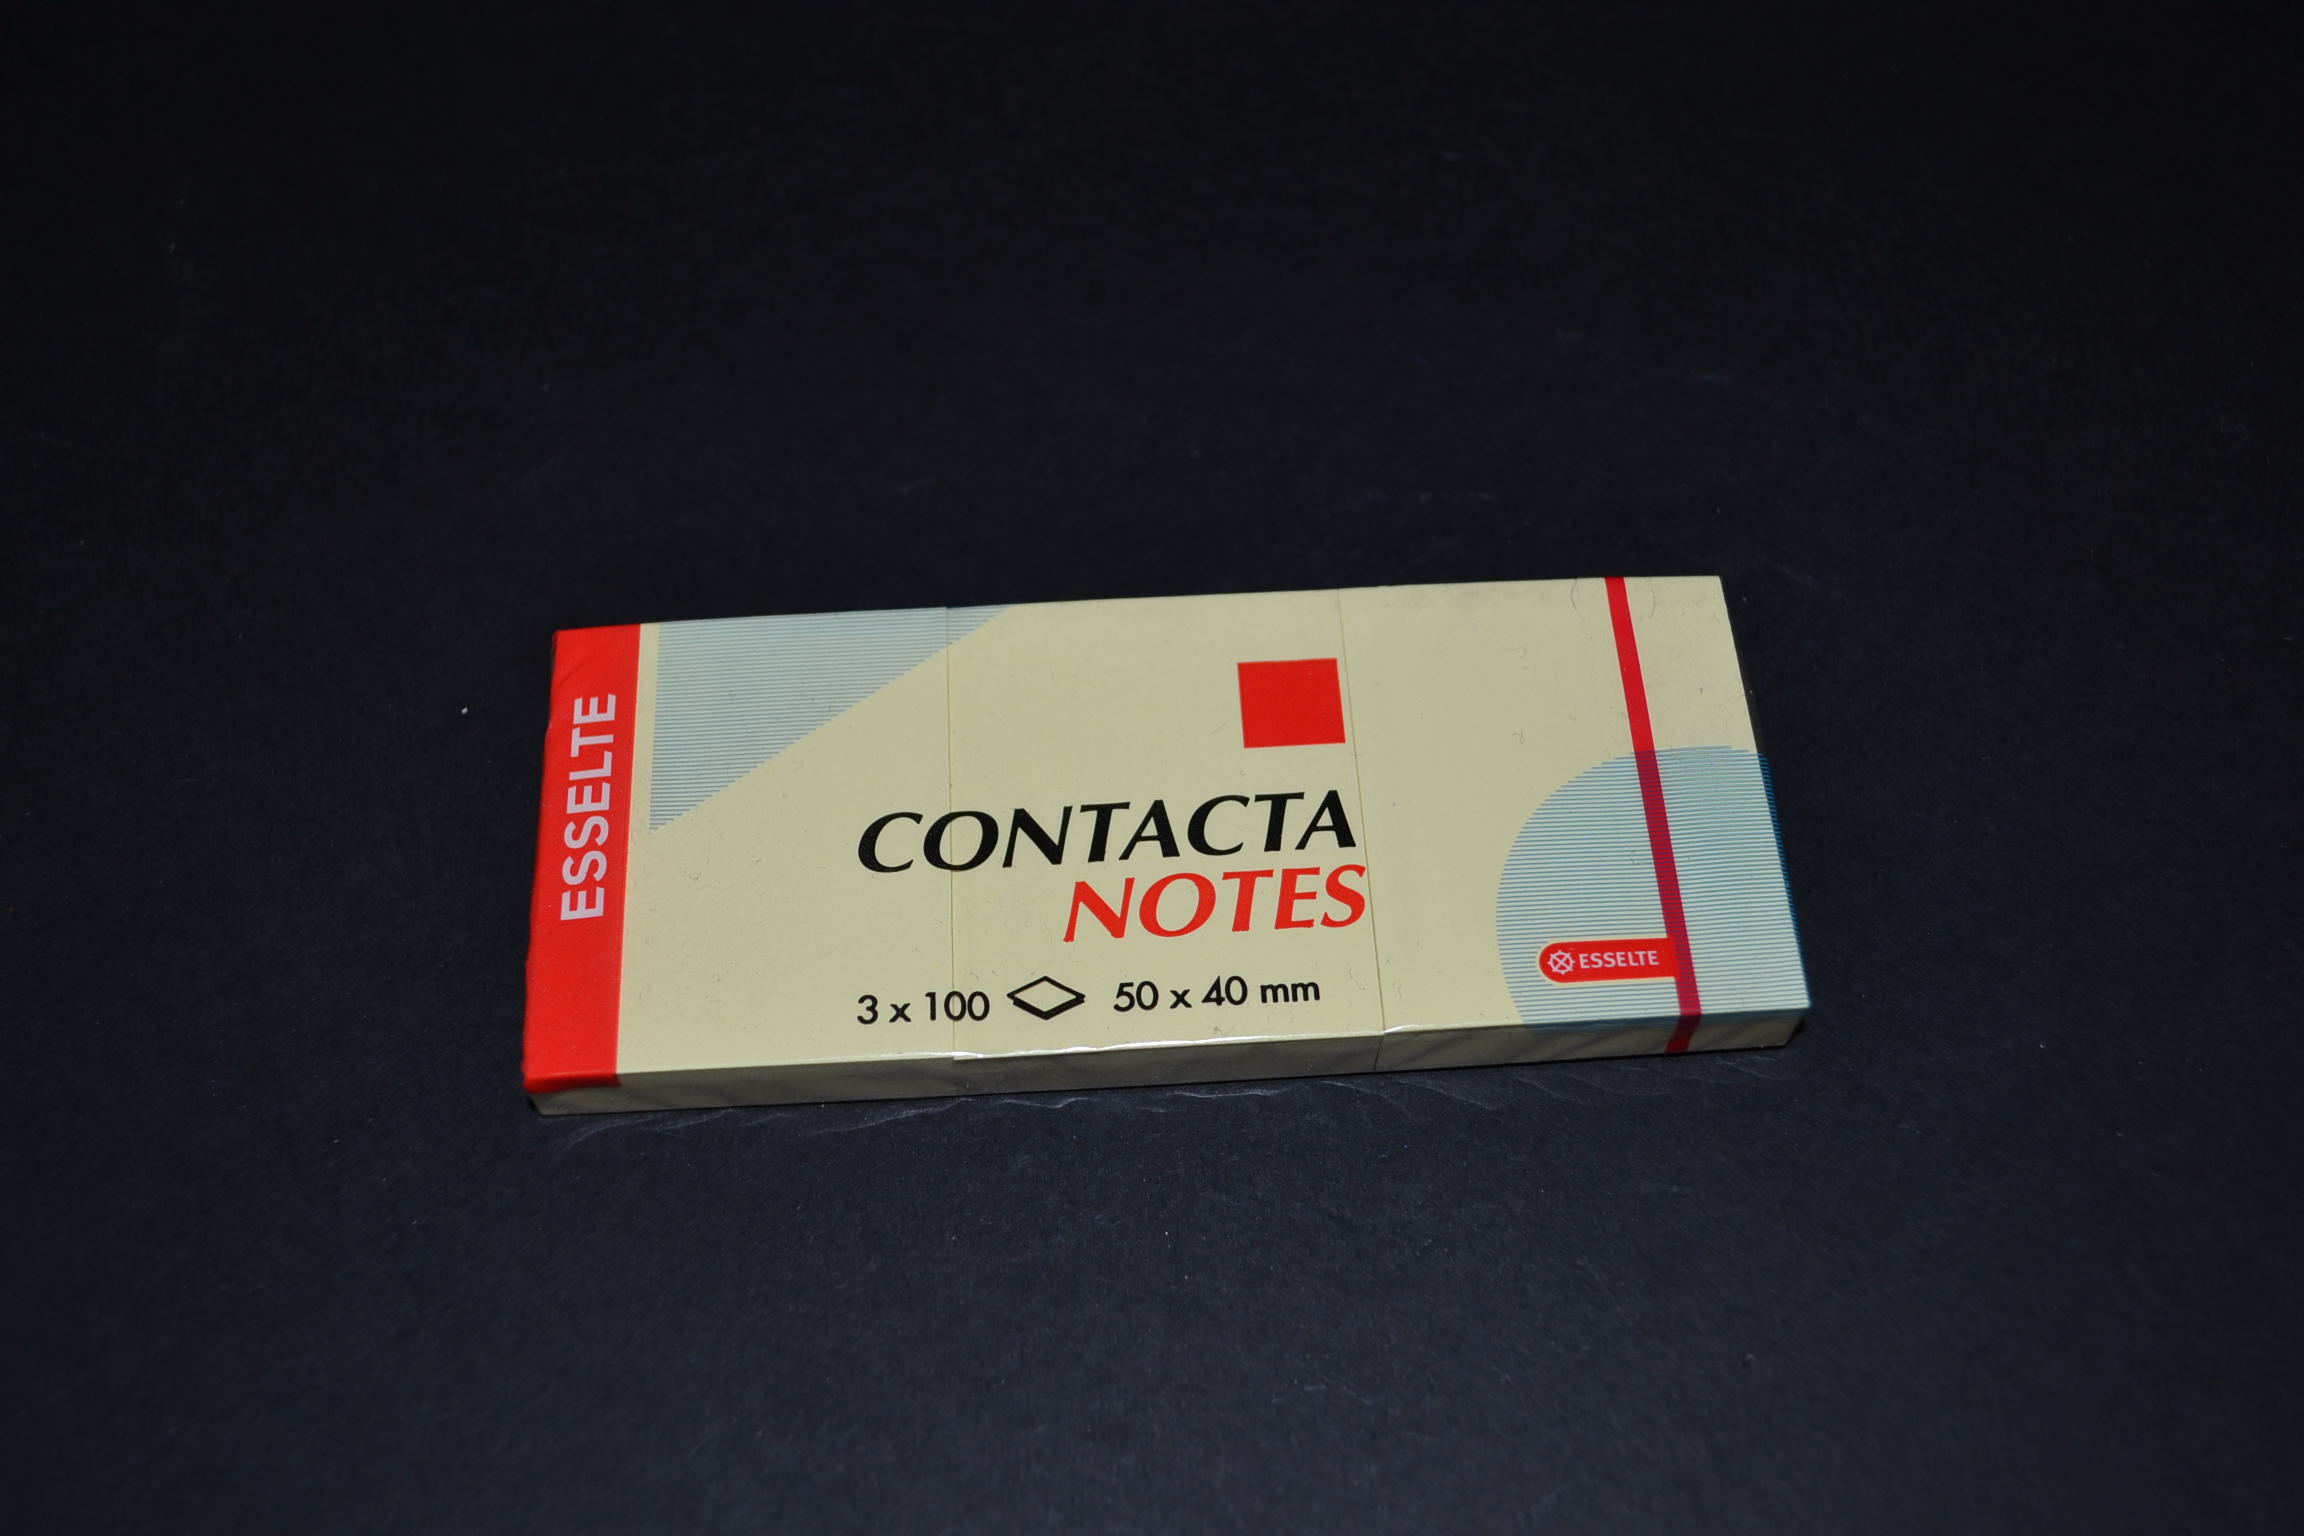 ESSELTE
CONTACTA
NOTES
3 x 100 50 x 40 mm
ESSELTE